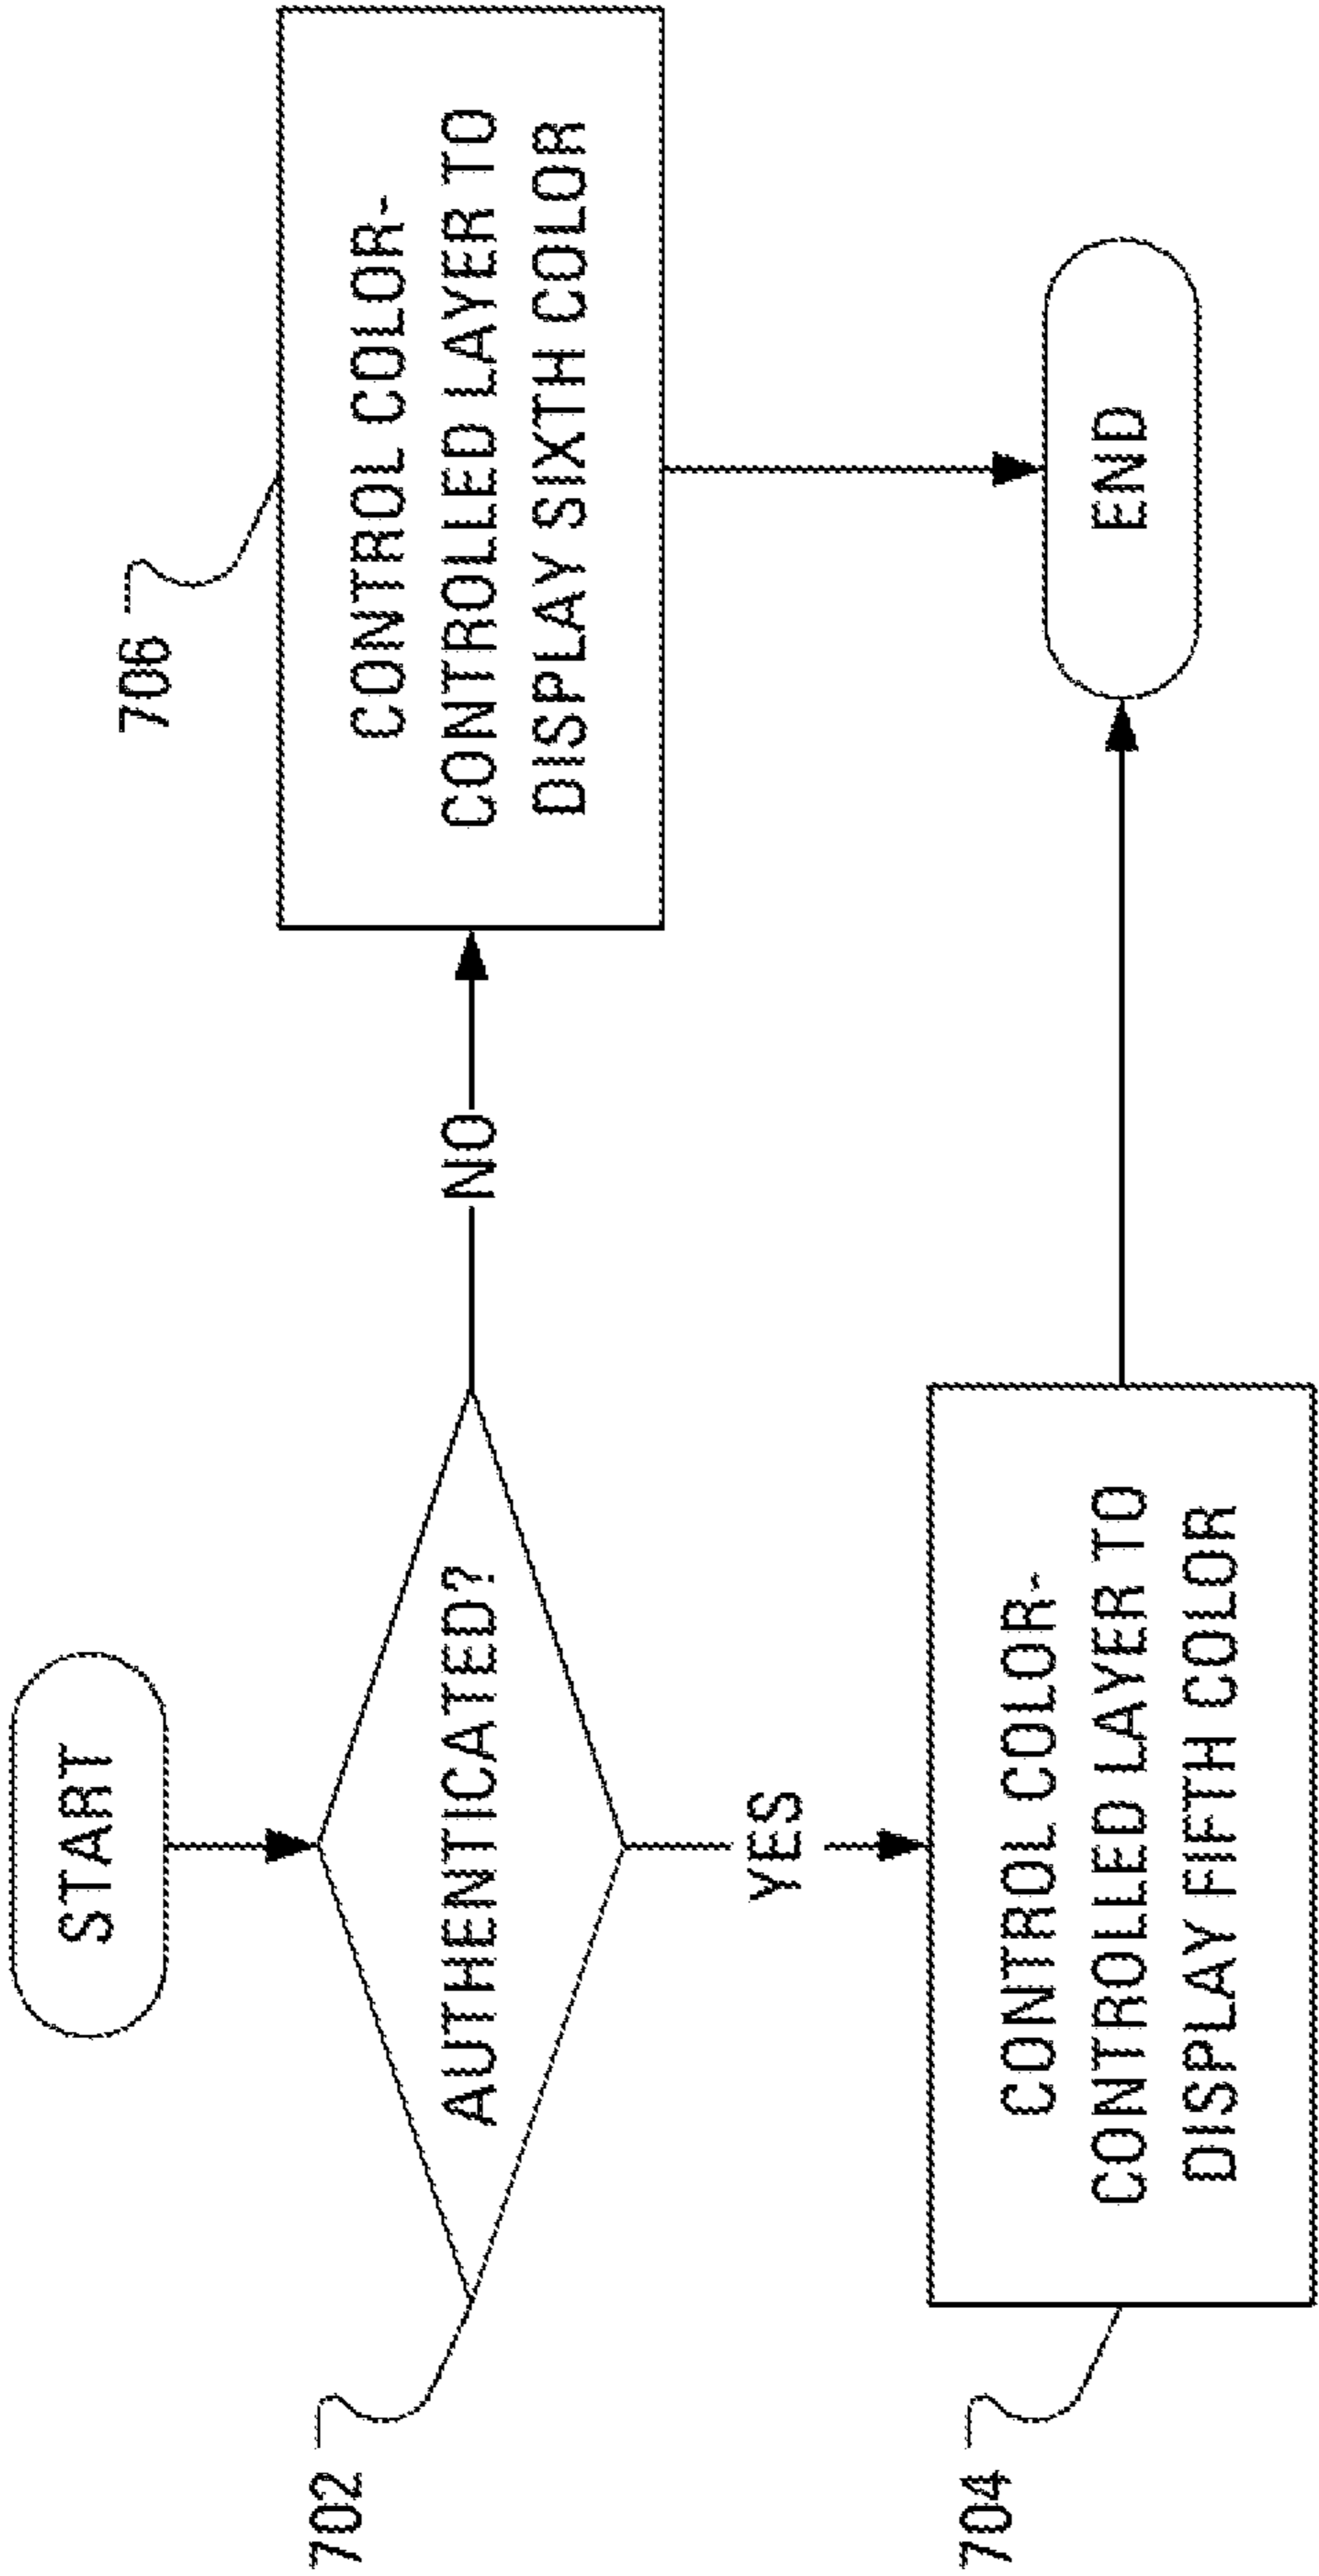 START
702
AUTHENTICATED?
NO
706
CONTROL COLOR-
CONTROLLED LAYER TO
DISPLAY SIXTH COLOR
YES
704
CONTROL COLOR-
CONTROLLED LAYER TO
DISPLAY FIFTH COLOR
END